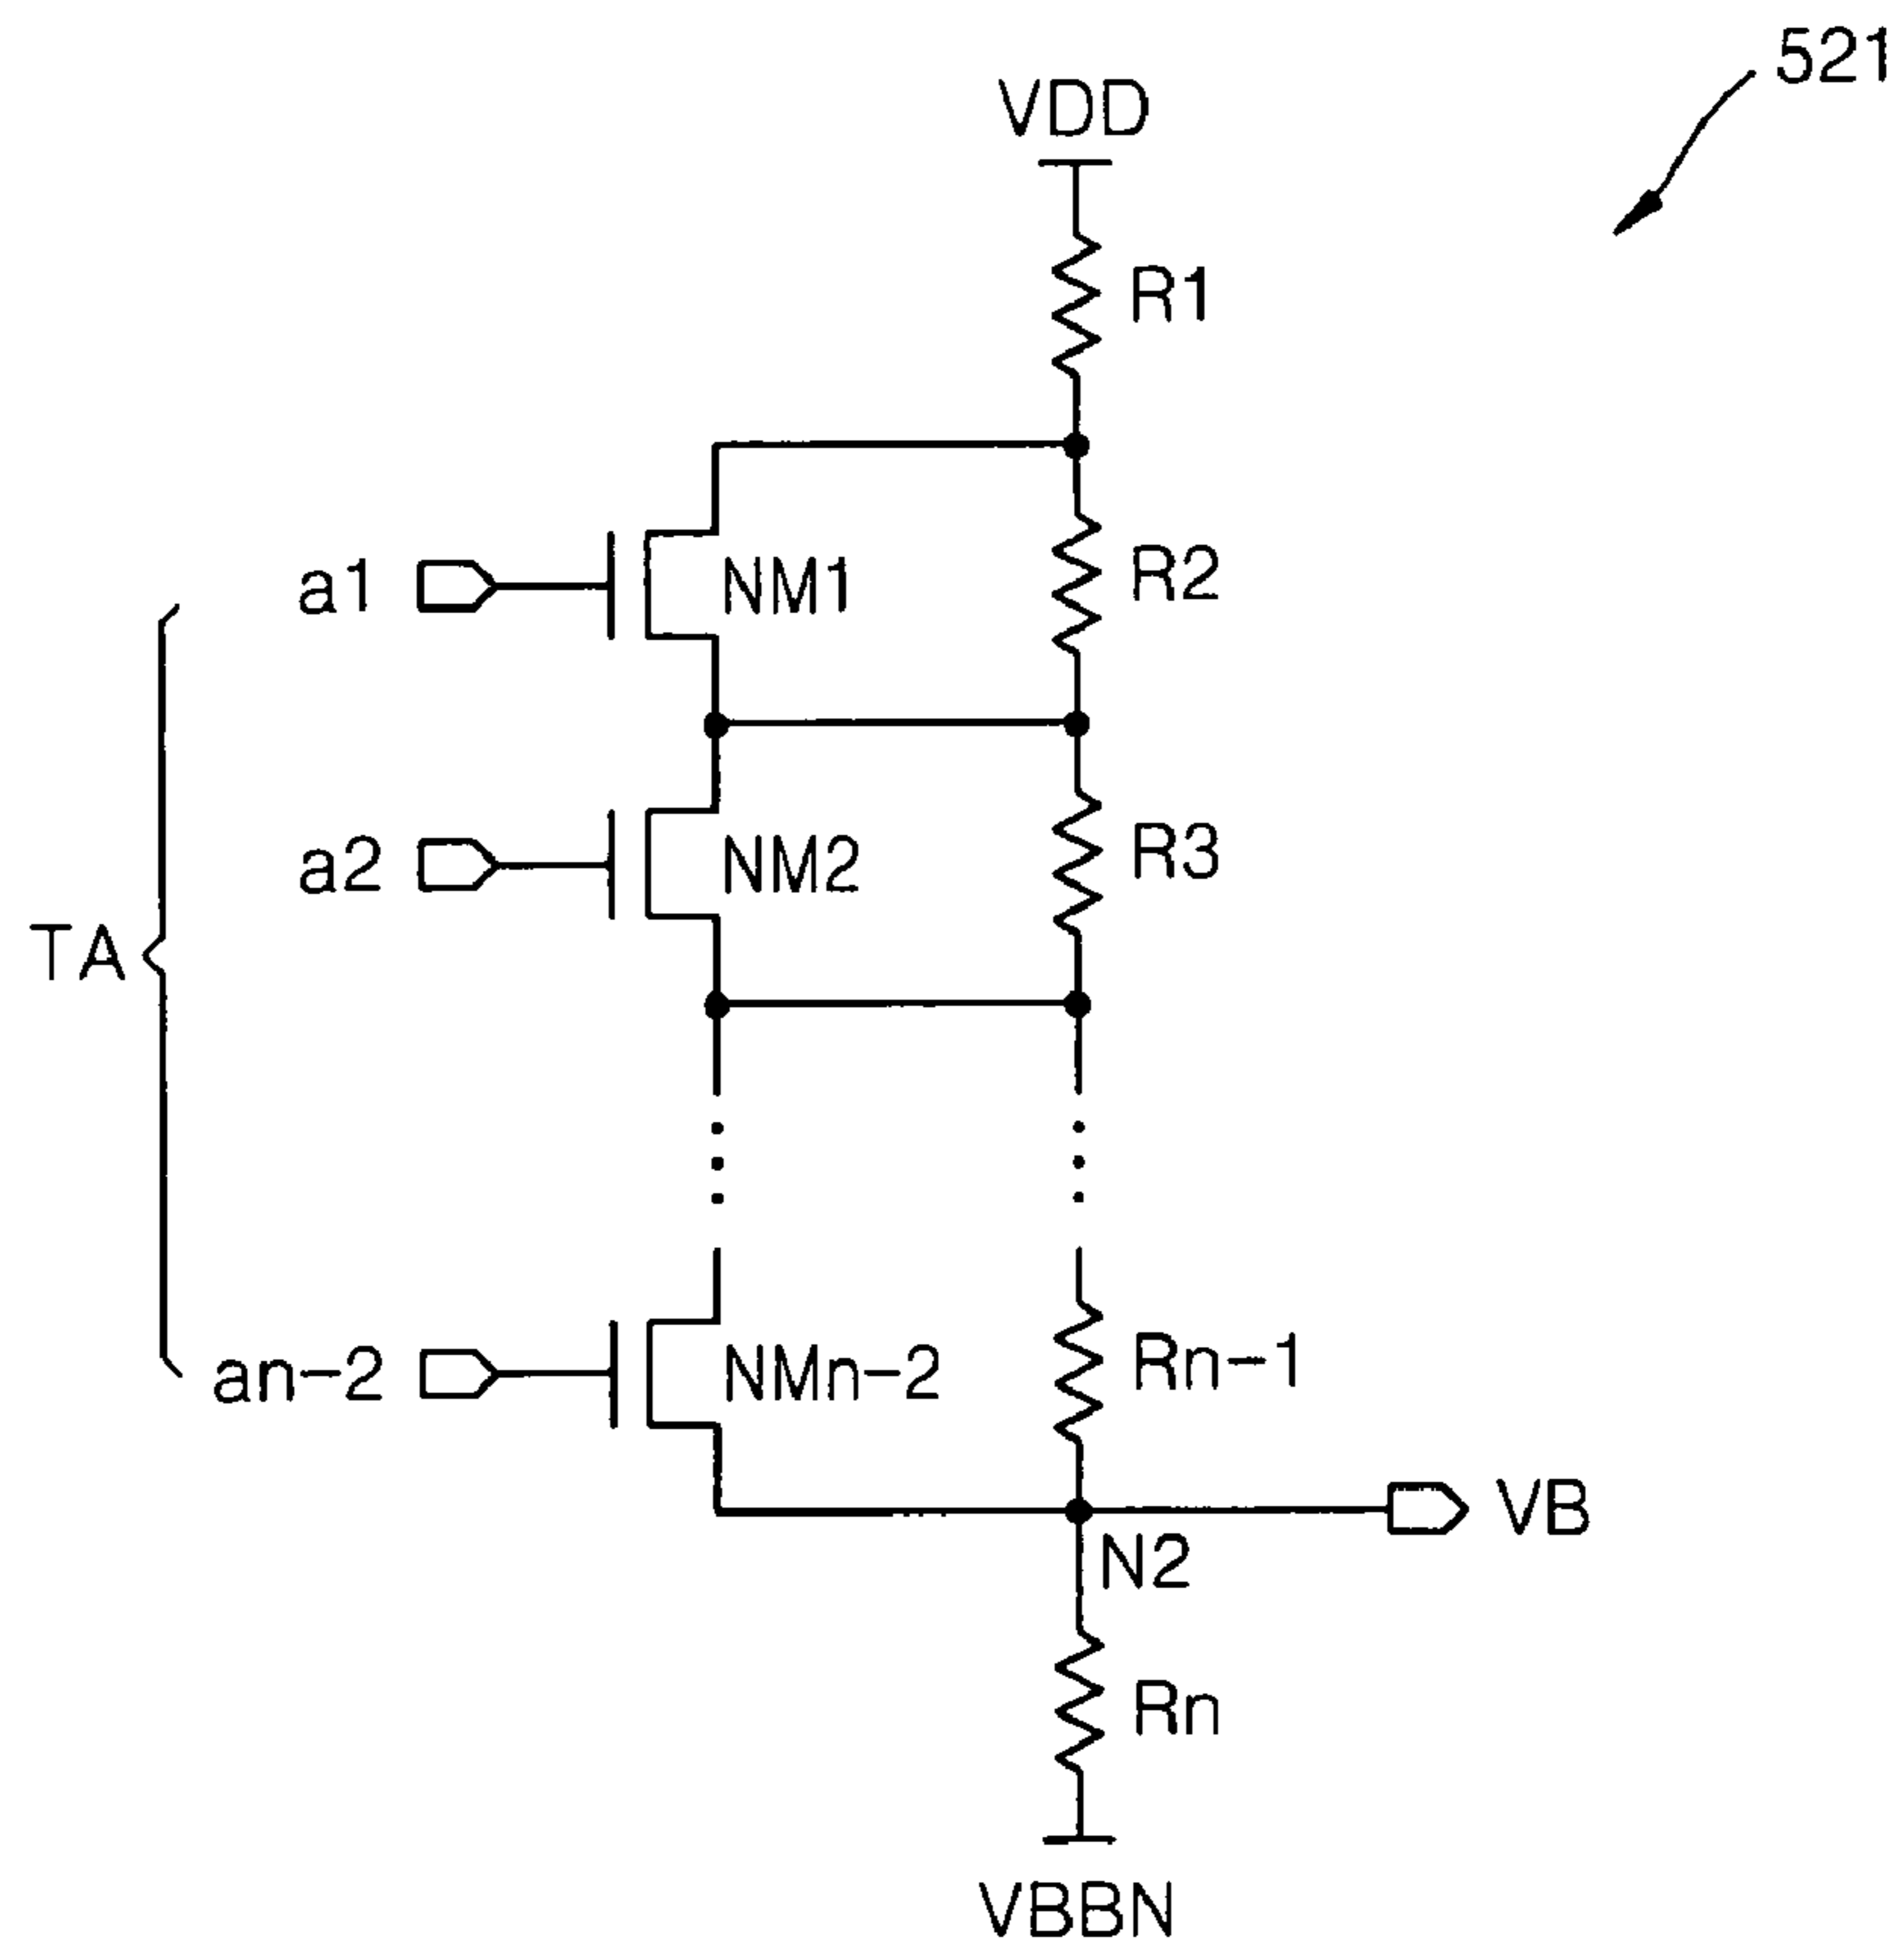 521
VDD
R1
a1
NM1
R2
a2
NM2
R3
TA
an-2
NMn-2
Rn-1
VB
N2
Rn
VBBN